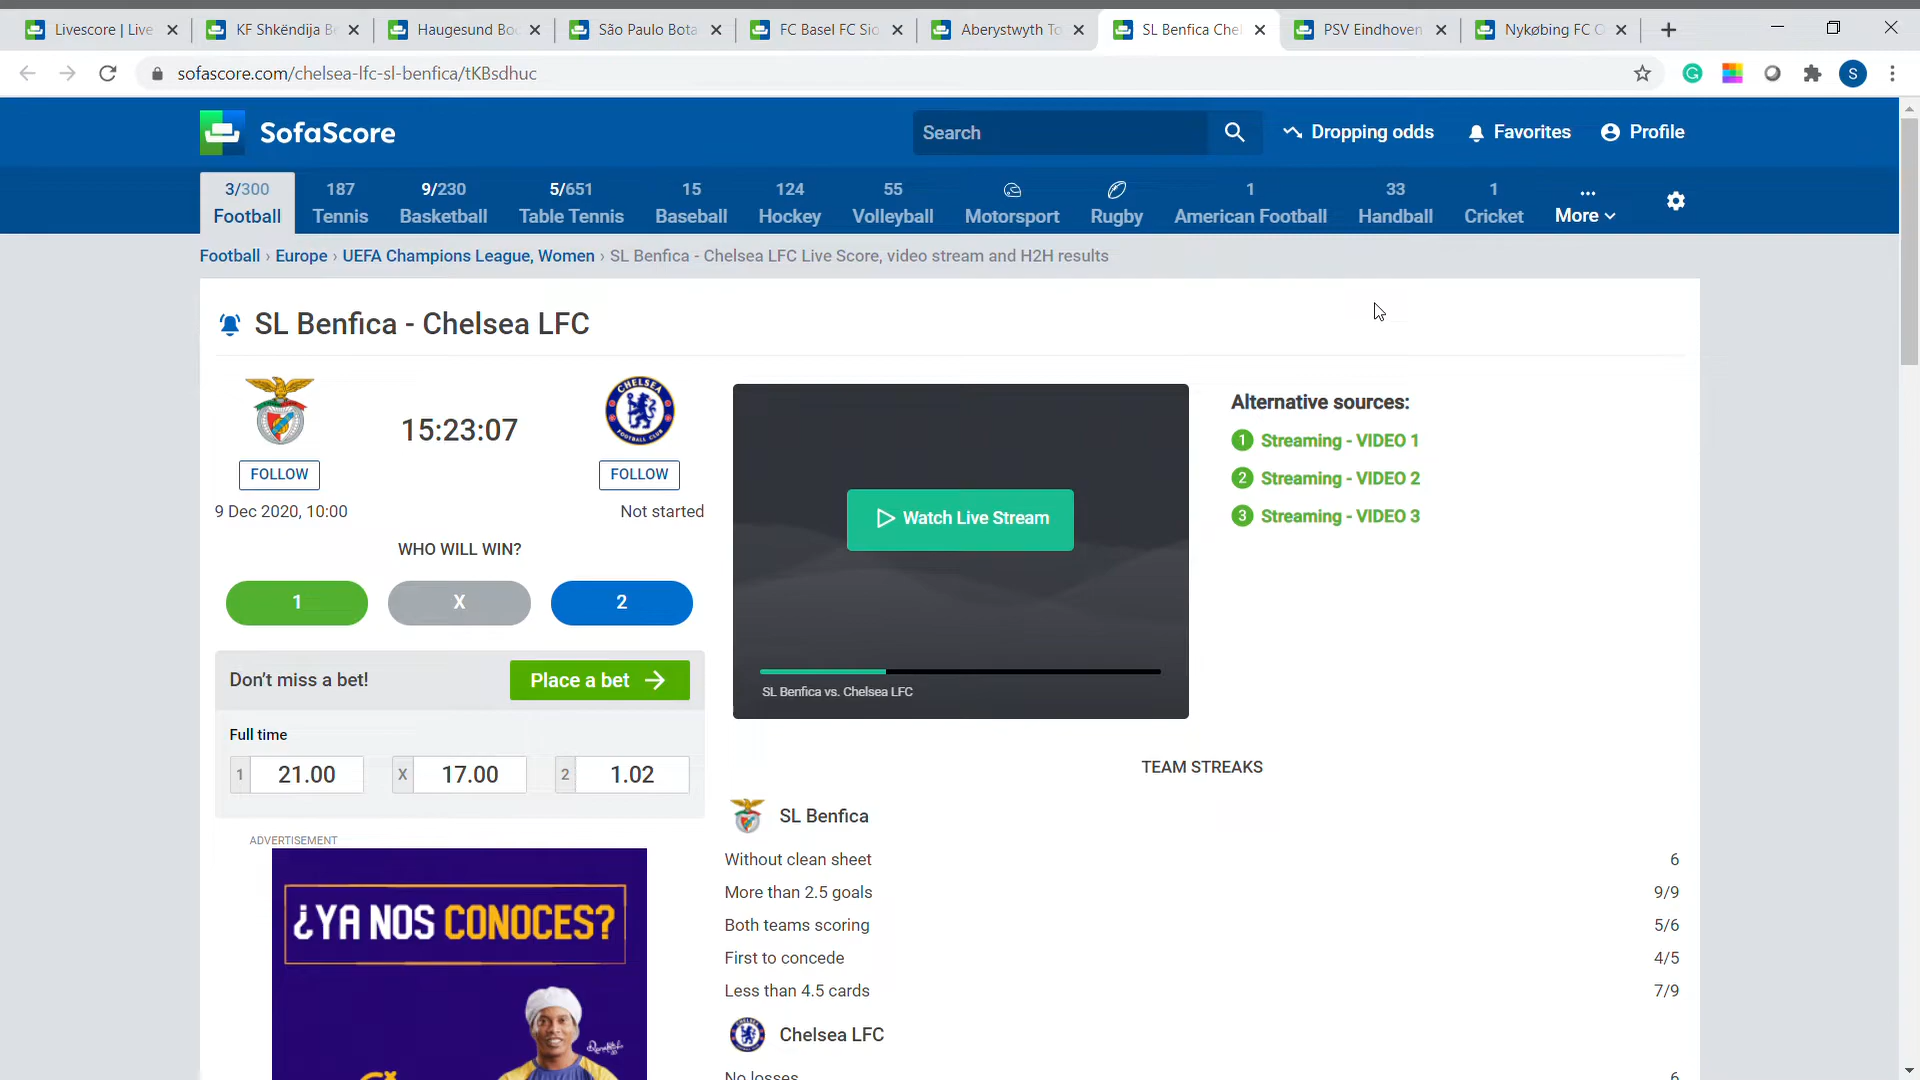 Livescore | Live
KF Shkëndija Be
Haugesund Bod
São Paulo Bota
FC Basel FC Sio
Aberystwyth To
SL Benfica Chel
PSV Eindhoven
Nykøbing FC
sofascore.com/chelsea-lfc-sl-benfica/tKBsdhuc
S
SofaScore
Search
Dropping odds
Favorites
Profile
3/300
187
9/230
5/651
15
124
55
1
33
1
...
Football
Tennis
Basketball
Table Tennis
Baseball
Hockey
Volleyball
Motorsport
Rugby
American Football
Handball
Cricket
More
Football › Europe › UEFA Champions League, Women › SL Benfica - Chelsea LFC Live Score, video stream and H2H results
SL Benfica - Chelsea LFC
CHELSEA
FOOTBALL CLUB
15:23:07
FOLLOW
FOLLOW
9 Dec 2020, 10:00
Not started
WHO WILL WIN?
1
X
2
Don't miss a bet!
Place a bet
Full time
1
21.00
X
17.00
2
1.02
ADVERTISEMENT
¿YA NOS CONOCES?
Watch Live Stream
SL Benfica vs. Chelsea LFC
Alternative sources:
1 Streaming - VIDEO 1
2 Streaming - VIDEO 2
3 Streaming - VIDEO 3
TEAM STREAKS
SL Benfica
Without clean sheet 6
More than 2.5 goals 9/9
Both teams scoring 5/6
First to concede 4/5
Less than 4.5 cards 7/9
Chelsea LFC
No losses 6